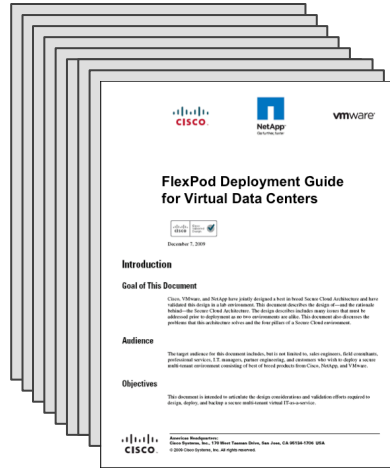 CISCO.
NetApp
vmware
FlexPod Deployment Guide
for Virtual Data Centers
December 7, 2009
Introduction
Goal of This Document
Cisco, VMware, and NetApp have jointly designed a best in breed Secure Cloud Architecture and have
validated this design in a lab environment. This document describes the design of—and the rationale
behind—the Secure Cloud Architecture. The design describes includes many issues that must be
addressed prior to deployment as no two environments are alike. This document also discusses the
problems that this architecture solves and the four pillars of a Secure Cloud environment.
Audience
The target audience for this document includes, but is not limited to, sales engineers, field consultants,
professional services, I.T. managers, partner engineering, and customers who wish to deploy a secure
multi-tenant environment consisting of best of breed products from Cisco, NetApp, and VMware.
Objectives
This document is intended to articulate the design considerations and validation efforts required to
design, deploy, and backup a secure multi-tenant virtual IT-as-a-service.
CISCO.
American Headquarters:
Cisco Systems, Inc., 170 West Tasman Drive, San Jose, CA 95134-1706 USA
© 2009 Cisco Systems, Inc. All rights reserved.